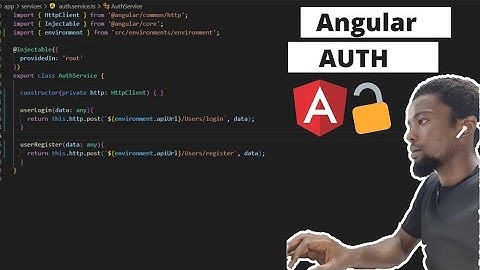 app > services > auth.service.ts > AuthService
import { HttpClient } from '@angular/common/http';
import { Injectable } from '@angular/core';
import { environment } from 'src/environments/environment';
@Injectable({
providedIn: 'root'
})
export class AuthService {
constructor(private http: HttpClient) { }
userLogin(data: any){
return this.http.post(`${environment.apiUrl}/Users/login`, data);
}
userRegister(data: any){
return this.http.post(`${environment.apiUrl}/Users/register`, data);
}
}
Angular
AUTH
A